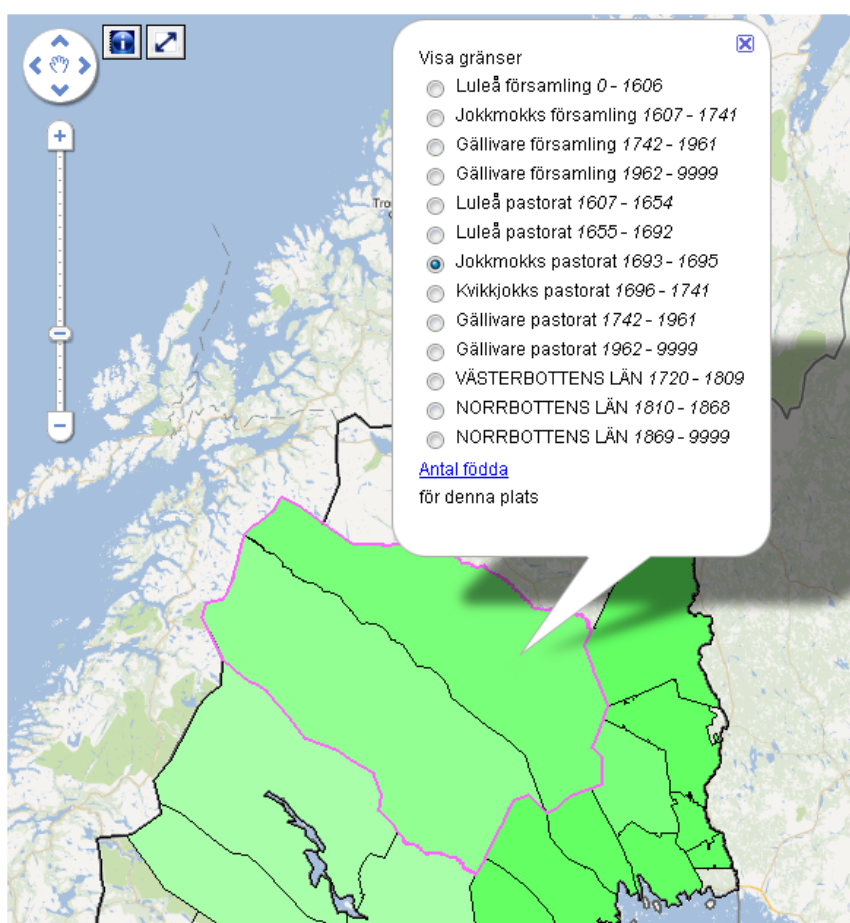 Visa gränser
Luleå församling 0 - 1606
Jokkmokks församling 1607 - 1741
Gällivare församling 1742 - 1961
Gällivare församling 1962 - 9999
Luleå pastorat 1607 - 1654
Luleå pastorat 1655 - 1692
Jokkmokks pastorat 1693 - 1695
Kvikkjokks pastorat 1696 - 1741
Gällivare pastorat 1742 - 1961
Gällivare pastorat 1962 - 9999
VÄSTERBOTTENS LÄN 1720 - 1809
NORRBOTTENS LÄN 1810 - 1868
NORRBOTTENS LÄN 1869 - 9999
Antal födda
för denna plats